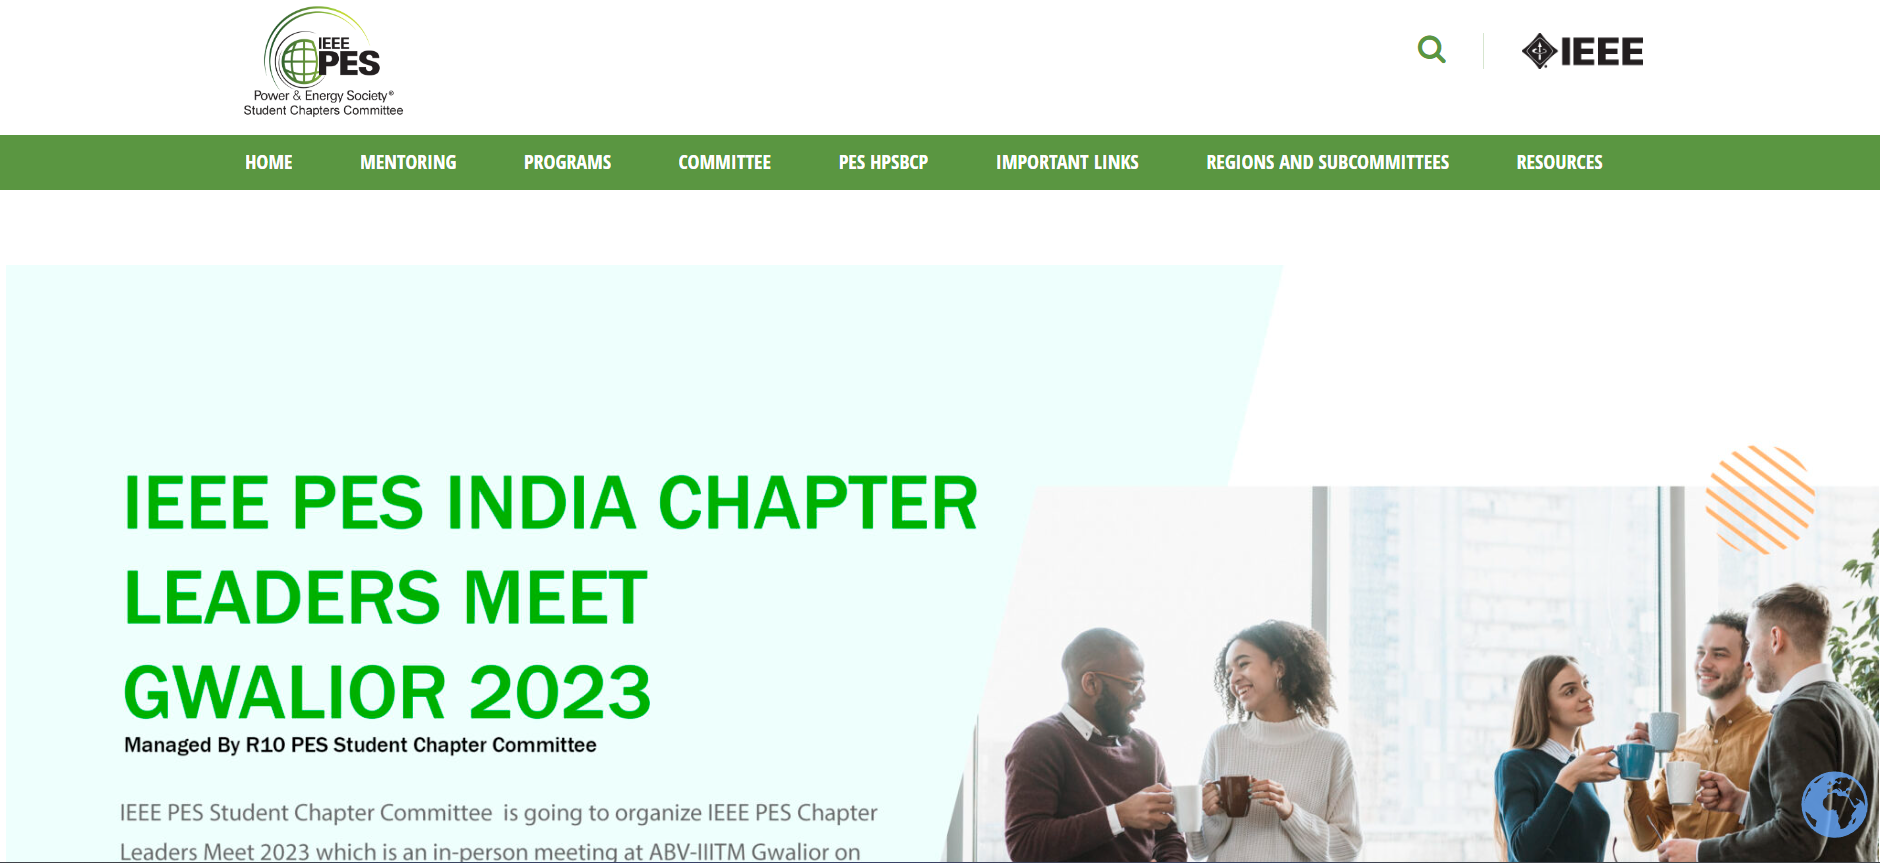 IEEE
PES
Power & Energy Society®
Student Chapters Committee
IEEE
HOME MENTORING PROGRAMS COMMITTEE PES HPSBCP IMPORTANT LINKS REGIONS AND SUBCOMMITTEES RESOURCES
IEEE PES INDIA CHAPTER
LEADERS MEET
GWALIOR 2023
Managed By R10 PES Student Chapter Committee
IEEE PES Student Chapter Committee is going to organize IEEE PES Chapter
Leaders Meet 2023 which is an in-person meeting at ABV-IIITM Gwalior on